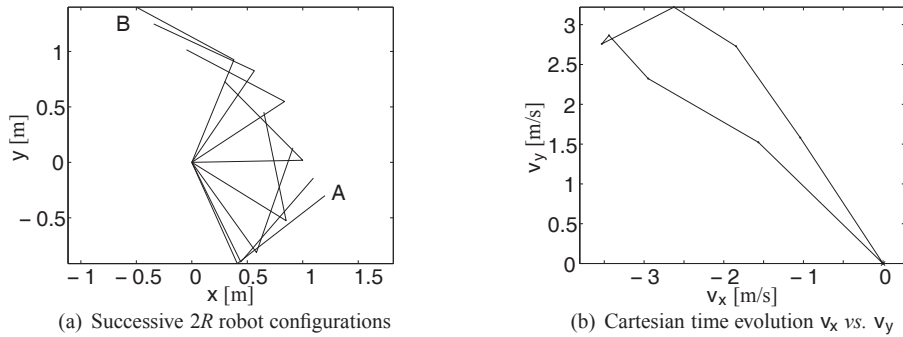 B
1
0.5
0
− 0.5
y [m]
A
− 1
− 0.5
0
0.5
1
1.5
x [m]
(a) Successive 2R robot configurations
3
2.5
2
1.5
1
0.5
0
v_y [m/s]
− 3
− 2
− 1
0
v_x [m/s]
(b) Cartesian time evolution v_x vs. v_y